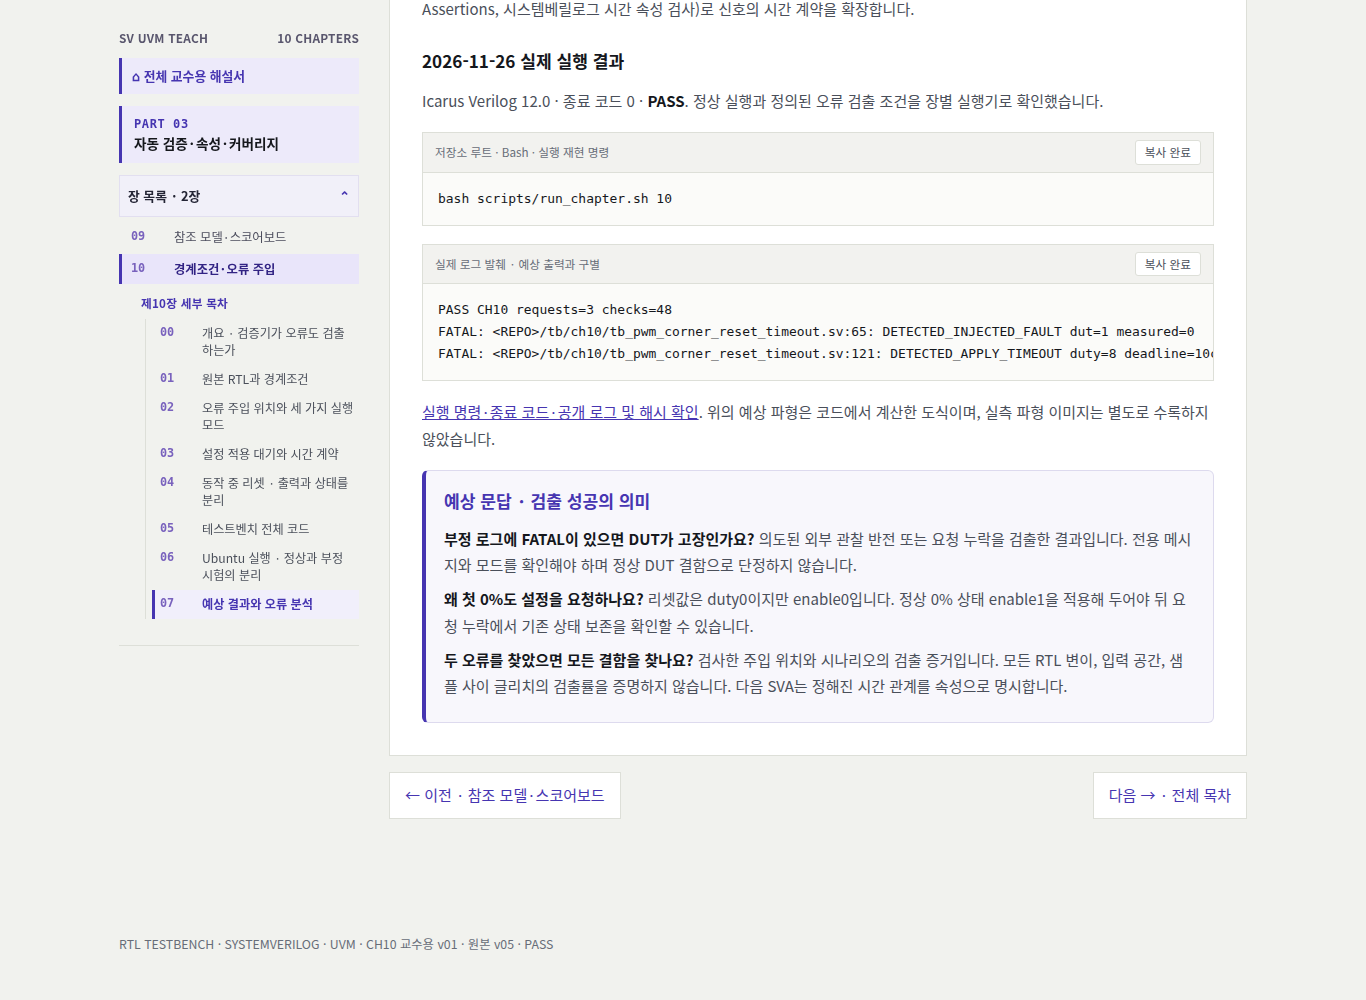 Assertions, 시스템베릴로그 시간 속성 검사)로 신호의 시간 계약을 확장합니다.
SV UVM TEACH
10 CHAPTERS
⌂ 전체 교수용 해설서
PART 03
자동 검증·속성·커버리지
장 목록 · 2장
09 참조 모델·스코어보드
10 경계조건·오류 주입
제10장 세부 목차
00 개요 · 검증기가 오류도 검출
하는가
01 원본 RTL과 경계조건
02 오류 주입 위치와 세 가지 실행
모드
03 설정 적용 대기와 시간 계약
04 동작 중 리셋 · 출력과 상태를
분리
05 테스트벤치 전체 코드
06 Ubuntu 실행 · 정상과 부정
시험의 분리
07 예상 결과와 오류 분석
2026-11-26 실제 실행 결과
Icarus Verilog 12.0 · 종료 코드 0 · PASS. 정상 실행과 정의된 오류 검출 조건을 장별 실행기로 확인했습니다.
저장소 루트 · Bash · 실행 재현 명령
복사 완료
bash scripts/run_chapter.sh 10
실제 로그 발췌 · 예상 출력과 구별
복사 완료
PASS CH10 requests=3 checks=48
FATAL: <REPO>/tb/ch10/tb_pwm_corner_reset_timeout.sv:65: DETECTED_INJECTED_FAULT dut=1 measured=0
FATAL: <REPO>/tb/ch10/tb_pwm_corner_reset_timeout.sv:121: DETECTED_APPLY_TIMEOUT duty=8 deadline=10
실행 명령·종료 코드·공개 로그 및 해시 확인. 위의 예상 파형은 코드에서 계산한 도식이며, 실측 파형 이미지는 별도로 수록하지
않았습니다.
예상 문답 · 검출 성공의 의미
부정 로그에 FATAL이 있으면 DUT가 고장인가요? 의도된 외부 관찰 반전 또는 요청 누락을 검출한 결과입니다. 전용 메시
지와 모드를 확인해야 하며 정상 DUT 결함으로 단정하지 않습니다.
왜 첫 0%도 설정을 요청하나요? 리셋값은 duty0이지만 enable0입니다. 정상 0% 상태 enable1을 적용해 두어야 뒤 요
청 누락에서 기존 상태 보존을 확인할 수 있습니다.
두 오류를 찾았으면 모든 결함을 찾나요? 검사한 주입 위치와 시나리오의 검출 증거입니다. 모든 RTL 변이, 입력 공간, 샘
플 사이 글리치의 검출률을 증명하지 않습니다. 다음 SVA는 정해진 시간 관계를 속성으로 명시합니다.
← 이전 · 참조 모델·스코어보드
다음 → · 전체 목차
RTL TESTBENCH · SYSTEMVERILOG · UVM · CH10 교수용 v01 · 원본 v05 · PASS